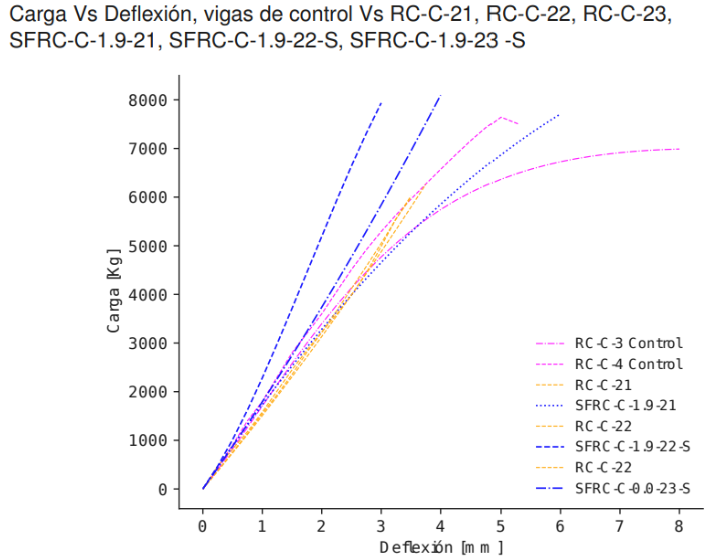 Carga Vs Deflexión, vigas de control Vs RC-C-21, RC-C-22, RC-C-23,
SFRC-C-1.9-21, SFRC-C-1.9-22-S, SFRC-C-1.9-23 -S
8000
7000
6000
5000
4000
3000
2000
1000
0
Carga [Kg]
RC-C-3 Control
RC-C-4 Control
RC-C-21
SFRC-C-1.9-21
RC-C-22
SFRC-C-1.9-22-S
RC-C-22
SFRC-C-0.0-23-S
0 1 2 3 4 5 6 7 8
Deflexión [mm]